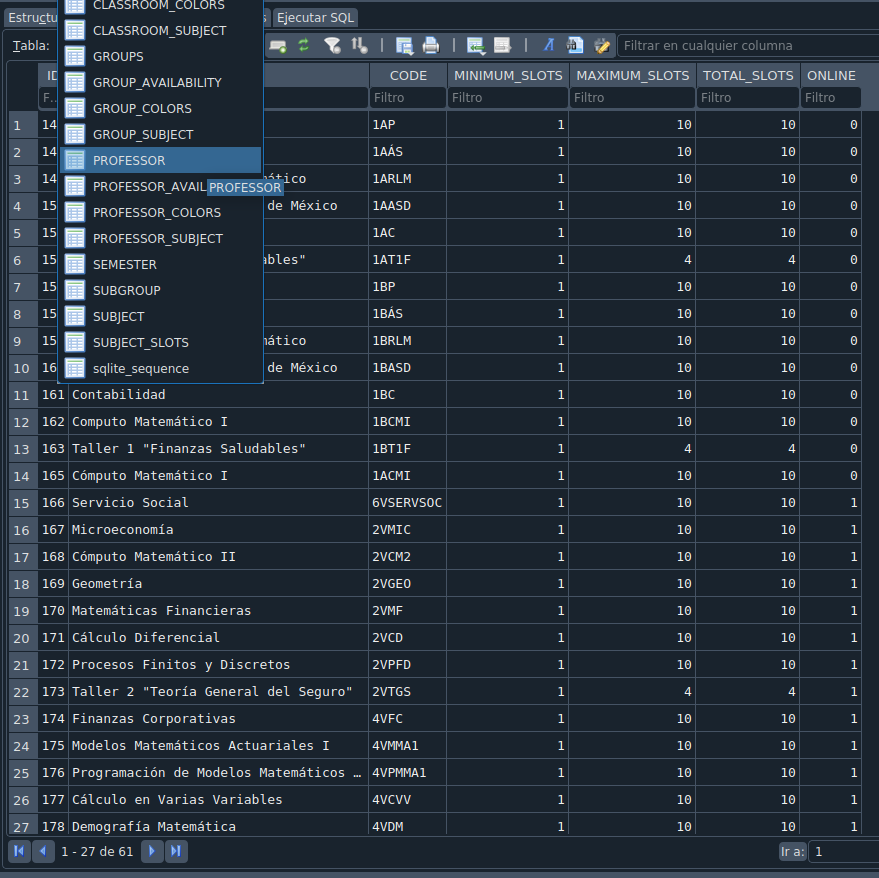 Estructu
s
Ejecutar SQL
Tabla:
Filtrar en cualquier columna
CLASSROOM_COLORS
CLASSROOM_SUBJECT
GROUPS
GROUP_AVAILABILITY
GROUP_COLORS
GROUP_SUBJECT
PROFESSOR
PROFESSOR_AVAIL
PROFESSOR
PROFESSOR_COLORS
PROFESSOR_SUBJECT
SEMESTER
SUBGROUP
SUBJECT
SUBJECT_SLOTS
sqlite_sequence
ID CODE MINIMUM_SLOTS MAXIMUM_SLOTS TOTAL_SLOTS ONLINE
F… Filtro Filtro Filtro Filtro Filtro
1 14 1AP 1 10 10 0
2 14 1AÁS 1 10 10 0
3 14 ático 1ARLM 1 10 10 0
4 15 de México 1AASD 1 10 10 0
5 15 1AC 1 10 10 0
6 15 ables" 1AT1F 1 4 4 0
7 15 1BP 1 10 10 0
8 15 1BÁS 1 10 10 0
9 15 ático 1BRLM 1 10 10 0
10 16 de México 1BASD 1 10 10 0
11 161 Contabilidad 1BC 1 10 10 0
12 162 Computo Matemático I 1BCMI 1 10 10 0
13 163 Taller 1 "Finanzas Saludables" 1BT1F 1 4 4 0
14 165 Cómputo Matemático I 1ACMI 1 10 10 0
15 166 Servicio Social 6VSERVSOC 1 10 10 1
16 167 Microeconomía 2VMIC 1 10 10 1
17 168 Cómputo Matemático II 2VCM2 1 10 10 1
18 169 Geometría 2VGEO 1 10 10 1
19 170 Matemáticas Financieras 2VMF 1 10 10 1
20 171 Cálculo Diferencial 2VCD 1 10 10 1
21 172 Procesos Finitos y Discretos 2VPFD 1 10 10 1
22 173 Taller 2 "Teoría General del Seguro" 2VTGS 1 4 4 1
23 174 Finanzas Corporativas 4VFC 1 10 10 1
24 175 Modelos Matemáticos Actuariales I 4VMMA1 1 10 10 1
25 176 Programación de Modelos Matemáticos … 4VPMMA1 1 10 10 1
26 177 Cálculo en Varias Variables 4VCVV 1 10 10 1
27 178 Demografía Matemática 4VDM 1 10 10 1
1 - 27 de 61
Ir a: 1